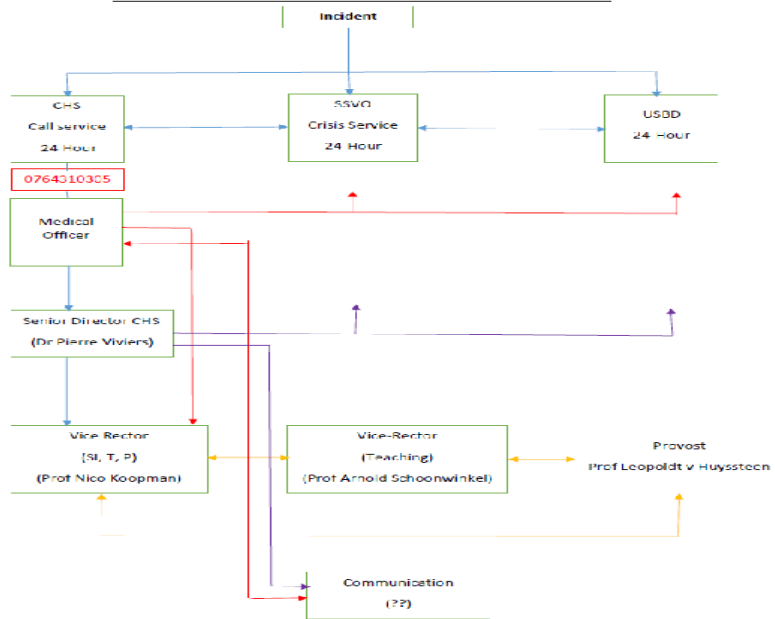 Incident
CHS
Call service
24 Hour
SSVO
Crisis Service
24 Hour
USBD
24 Hour
0764310305
Medical
Officer
Senior Director CHS
(Dr Pierre Viviers)
Vice Rector
(SI, T, P)
(Prof Nico Koopman)
Vice-Rector
(Teaching)
(Prof Arnold Schoonwinkel)
Provost
Prof Leopoldt v Huyssteen
Communication
(??)